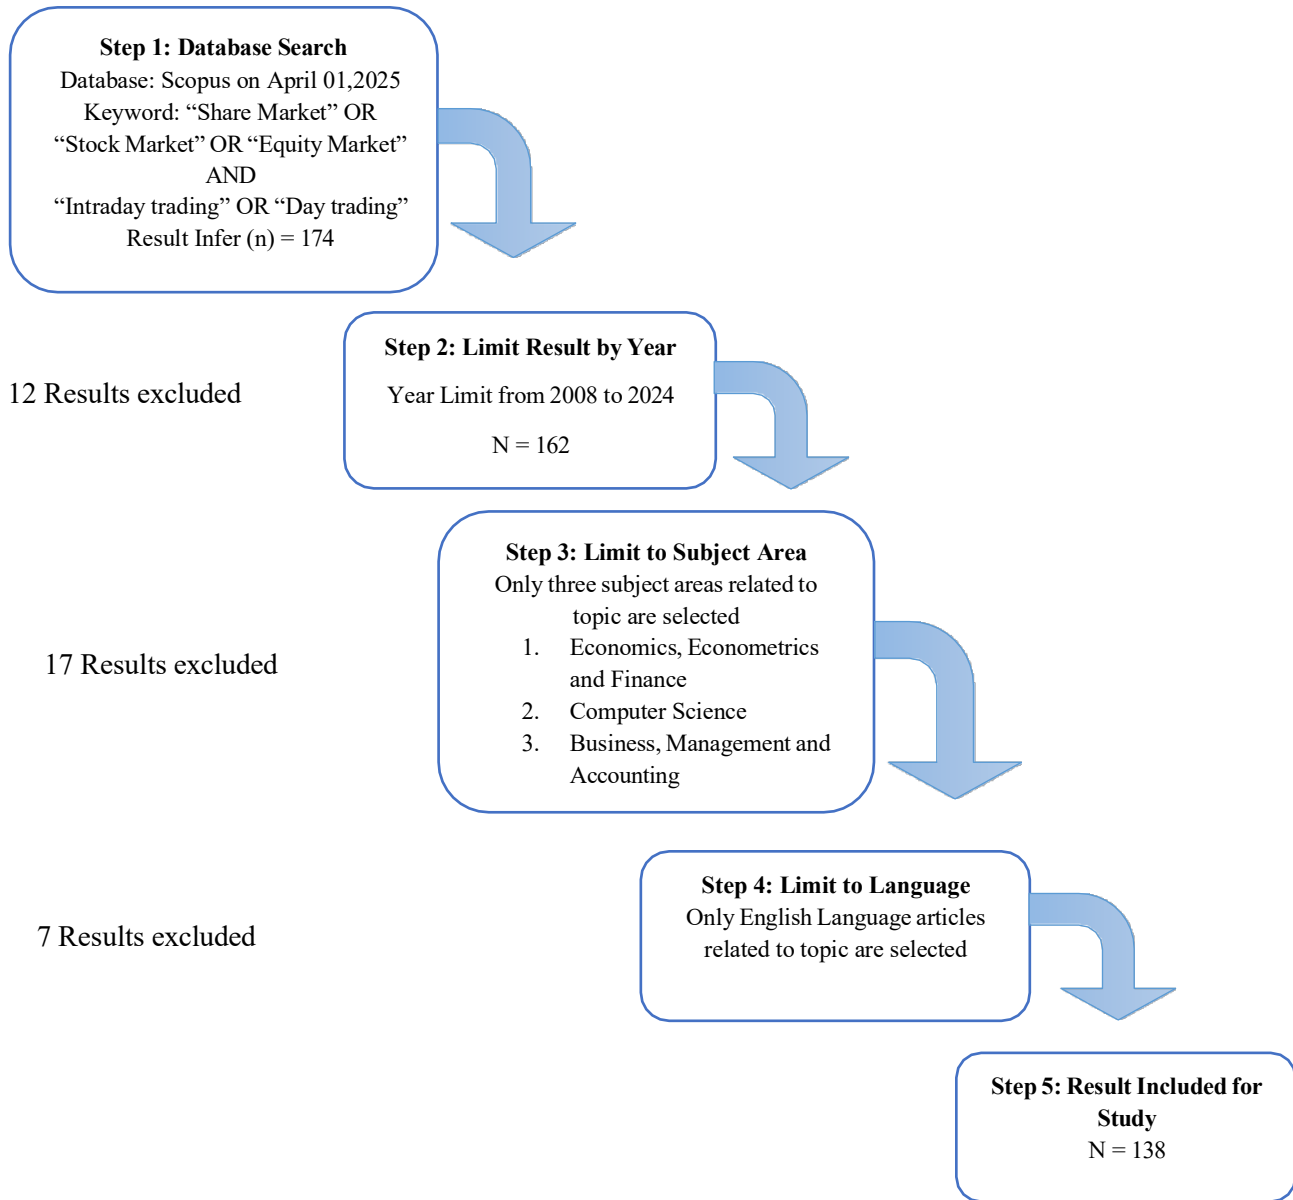 Step 1: Database Search
Database: Scopus on April 01,2025
Keyword: “Share Market” OR
“Stock Market” OR “Equity Market”
AND
“Intraday trading” OR “Day trading”
Result Infer (n) = 174
12 Results excluded
Step 2: Limit Result by Year
Year Limit from 2008 to 2024
N = 162
17 Results excluded
Step 3: Limit to Subject Area
Only three subject areas related to
topic are selected
1. Economics, Econometrics
and Finance
2. Computer Science
3. Business, Management and
Accounting
7 Results excluded
Step 4: Limit to Language
Only English Language articles
related to topic are selected
Step 5: Result Included for
Study
N = 138